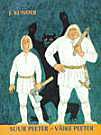 J. KUNDER
SUUR PEETER – VÄIKE PEETER